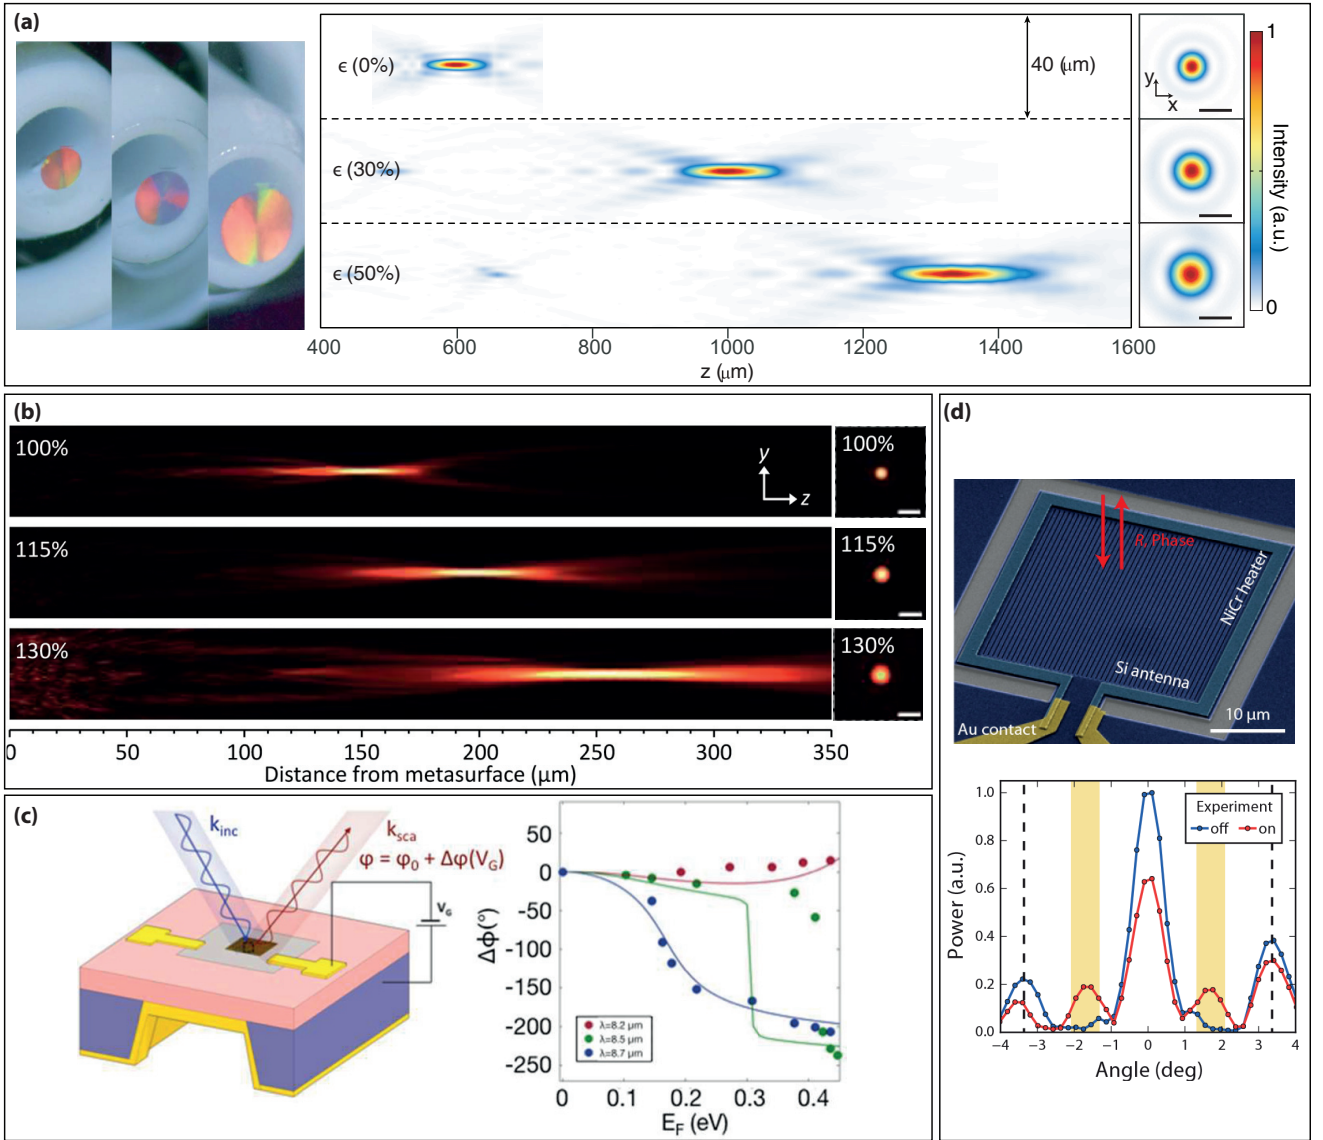 (a)
ϵ (0%)
40 (μm)
y
x
ϵ (30%)
ϵ (50%)
400 600 800 1000 1200 1400 1600
z (μm)
1
Intensity (a.u.)
0
(b)
100%
y
z
100%
115%
115%
130%
130%
0 50 100 150 200 250 300 350
Distance from metasurface (μm)
(c)
kinc
ksca
φ = φ0 + Δφ(VG)
VG
50
0
-50
-100
-150
-200
-250
Δϕ(°)
λ=8.2 μm
λ=8.5 μm
λ=8.7 μm
0 0.1 0.2 0.3 0.4
EF (eV)
(d)
R, Phase
NiCr heater
Si antenna
Au contact
10 μm
1.0
0.8
0.6
0.4
0.2
0.0
Power (a.u.)
Experiment
off on
−4 −3 −2 −1 0 1 2 3 4
Angle (deg)